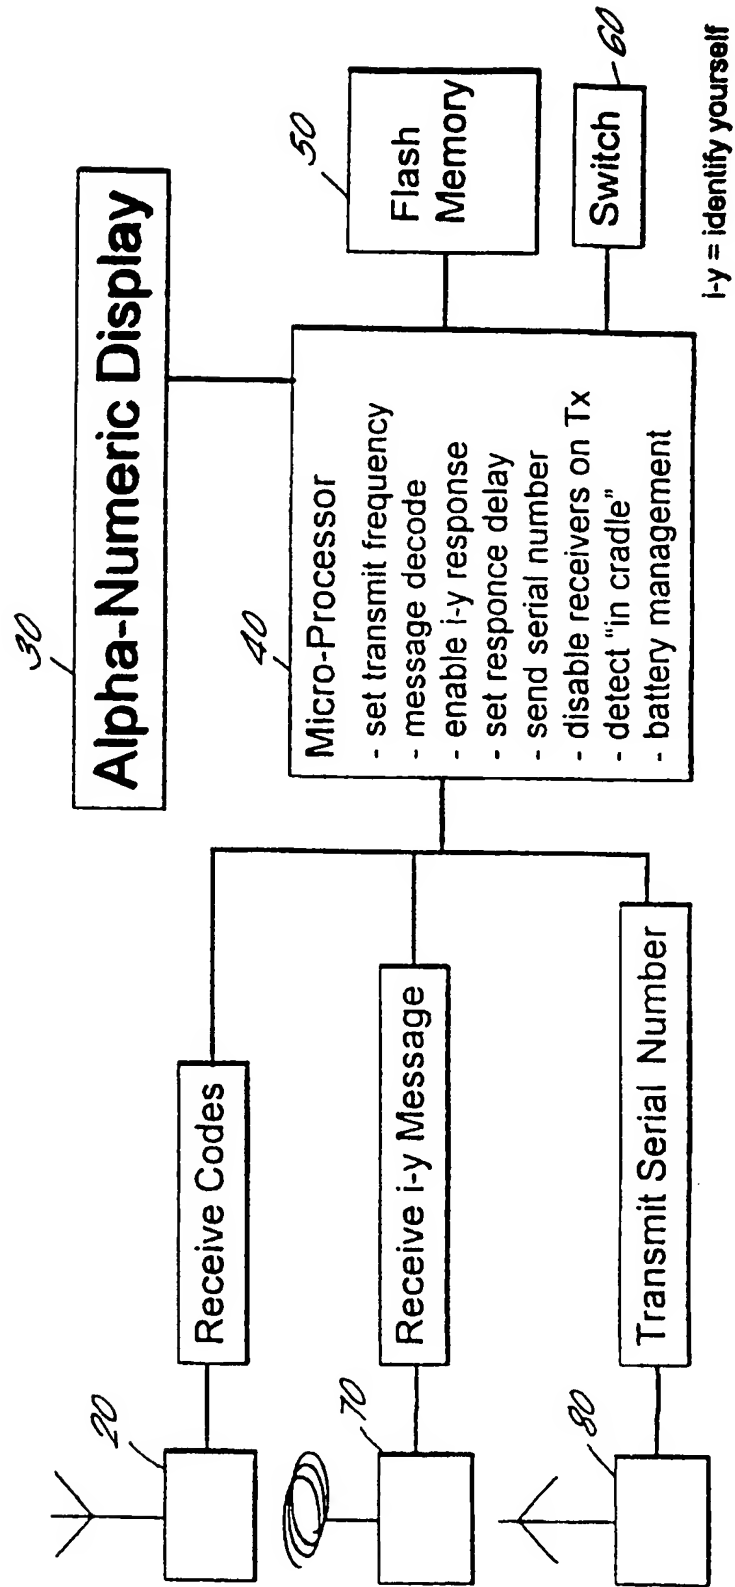 30
Alpha-Numeric Display
20
Receive Codes
70
Receive i-y Message
80
Transmit Serial Number
40
Micro-Processor
- set transmit frequency
- message decode
- enable i-y response
- set responce delay
- send serial number
- disable receivers on Tx
- detect “in cradle”
- battery management
50
Flash
Memory
60
Switch
i-y = identify yourself